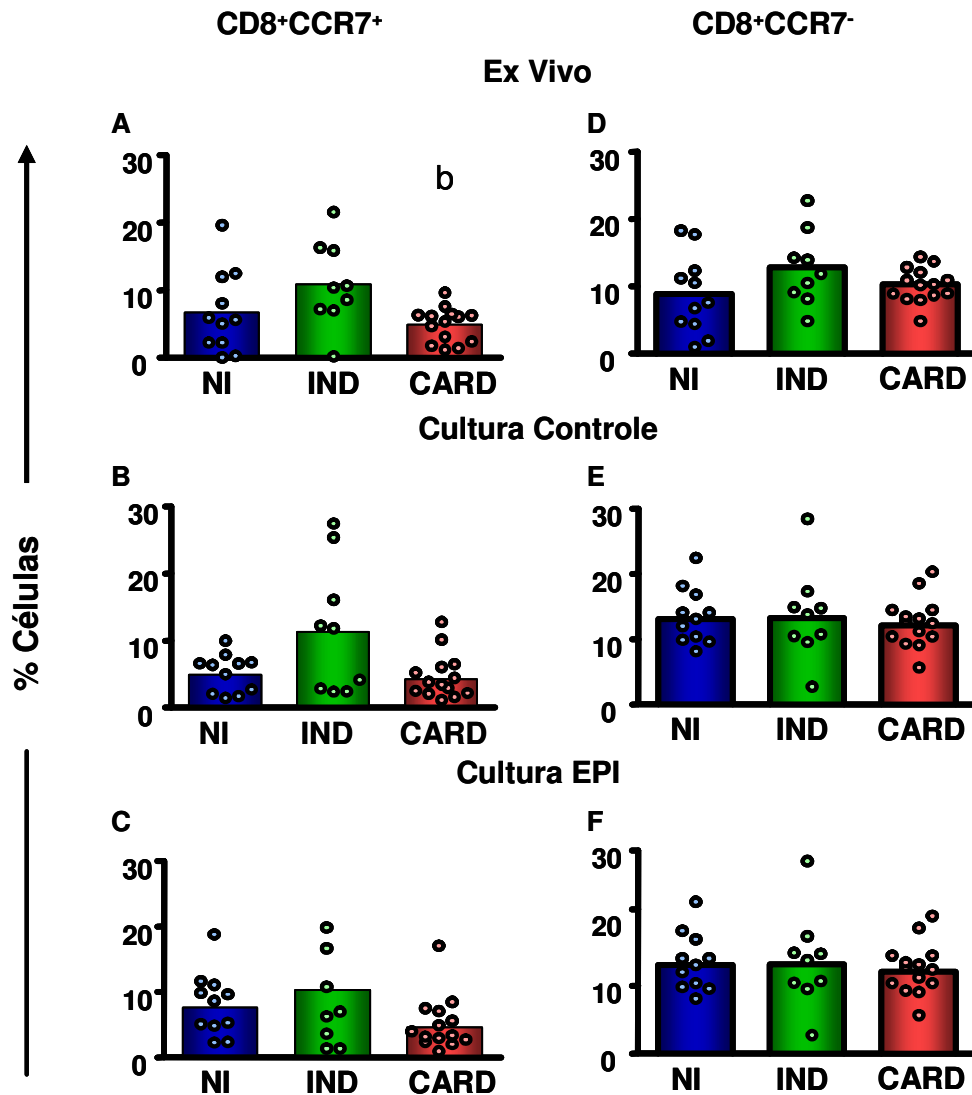 CD8⁺CCR7⁺ CD8⁺CCR7⁻
Ex Vivo
A D
30 b 30
20 20
10 10
0 0
NI IND CARD NI IND CARD
Cultura Controle
B E
30 30
20 20
10 10
0 0
NI IND CARD NI IND CARD
Cultura EPI
C F
30 30
20 20
10 10
0 0
NI IND CARD NI IND CARD
% Células